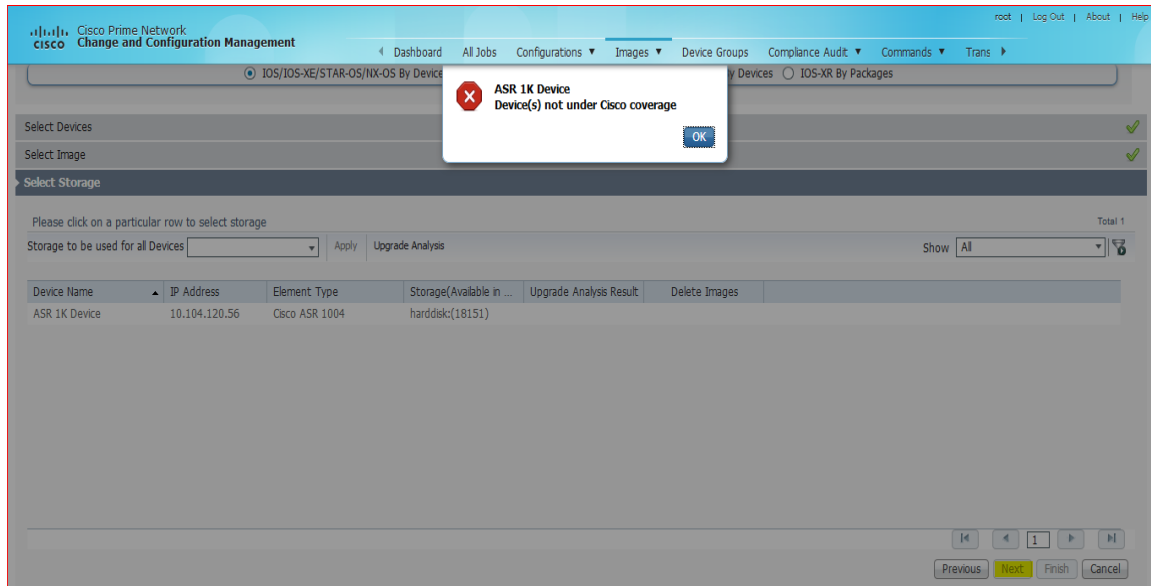 root | Log Out | About | Help
Cisco Prime Network
CISCO Change and Configuration Management
Dashboard All Jobs Configurations Images Device Groups Compliance Audit Commands Trans
IOS/IOS-XE/STAR-OS/NX-OS By Device y Devices IOS-XR By Packages
ASR 1K Device
Device(s) not under Cisco coverage
OK
Select Devices
Select Image
Select Storage
Please click on a particular row to select storage Total 1
Storage to be used for all Devices Apply Upgrade Analysis Show All
Device Name IP Address Element Type Storage(Available in ... Upgrade Analysis Result Delete Images
ASR 1K Device 10.104.120.56 Cisco ASR 1004 harddisk:(18151)
1
Previous Next Finish Cancel